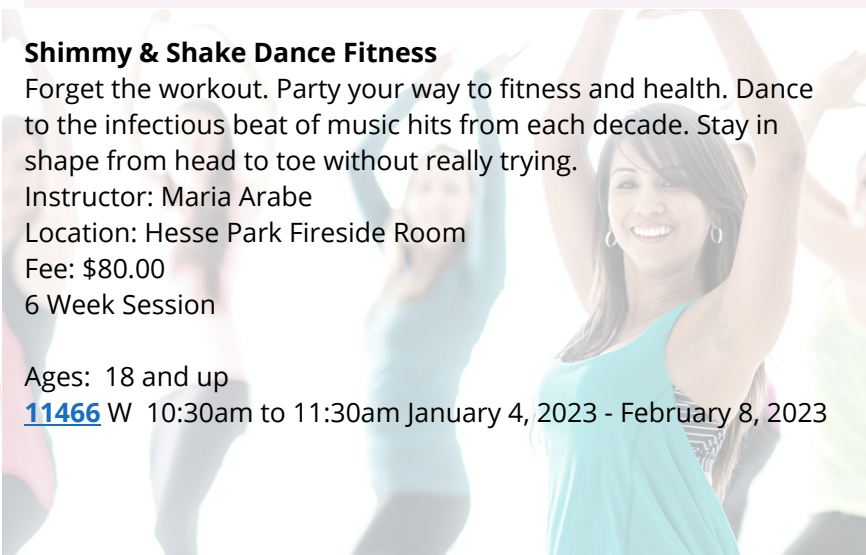 Shimmy & Shake Dance Fitness
Forget the workout. Party your way to fitness and health. Dance
to the infectious beat of music hits from each decade. Stay in
shape from head to toe without really trying.
Instructor: Maria Arabe
Location: Hesse Park Fireside Room
Fee: $80.00
6 Week Session
Ages:  18 and up
11466 W  10:30am to 11:30am January 4, 2023 - February 8, 2023